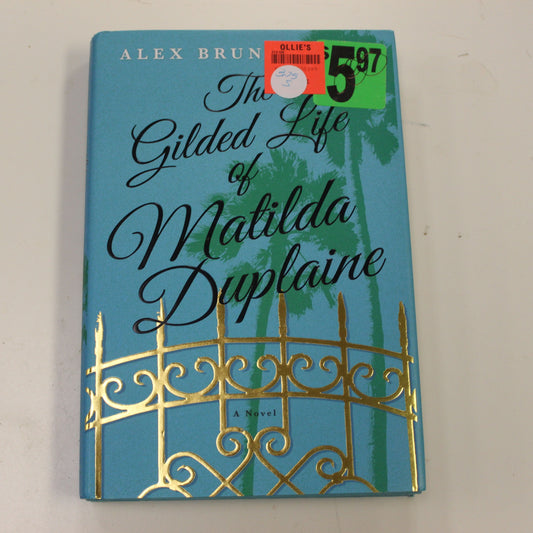 ALEX BRUN S
OLLIE'S
5.97
The
Gilded Life
of
Matilda
Duplaine
A Novel